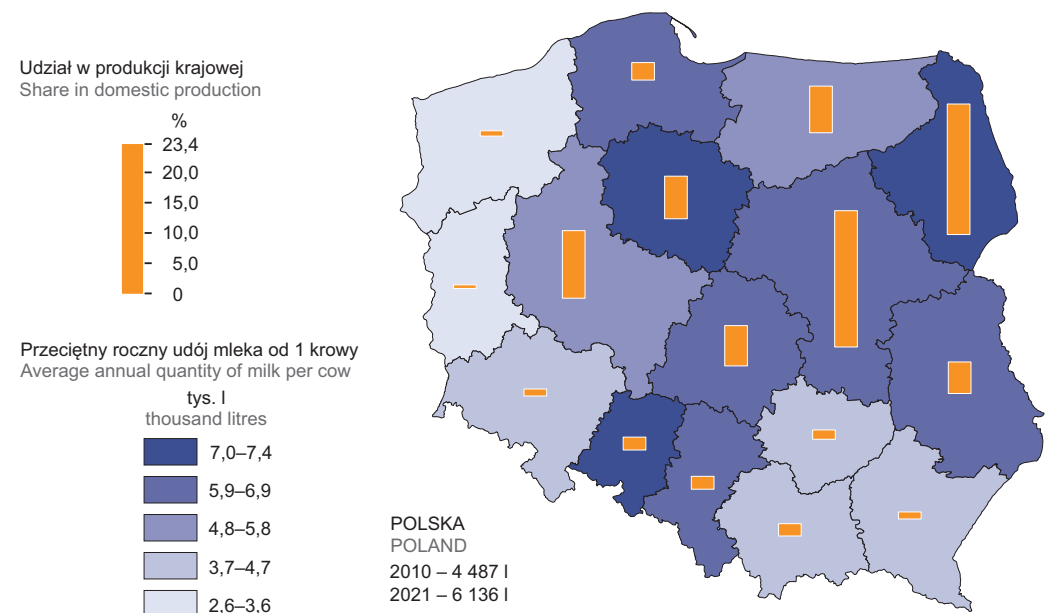 Udział w produkcji krajowej
Share in domestic production
%
23,4
20,0
15,0
10,0
5,0
0
Przeciętny roczny udój mleka od 1 krowy
Average annual quantity of milk per cow
tys. l
thousand litres
7,0–7,4
5,9–6,9
4,8–5,8
3,7–4,7
2,6–3,6
POLSKA
POLAND
2010 – 4 487 l
2021 – 6 136 l